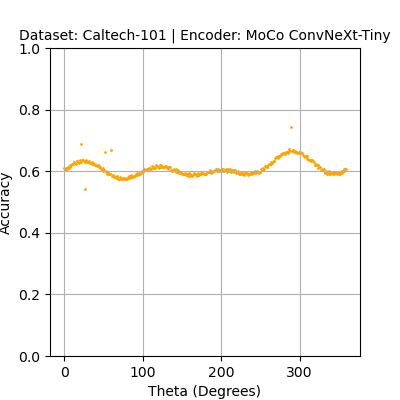 Dataset: Caltech-101 | Encoder: MoCo ConvNeXt-Tiny
1.0
0.8
0.6
0.4
0.2
0.0
Accuracy
0 100 200 300
Theta (Degrees)